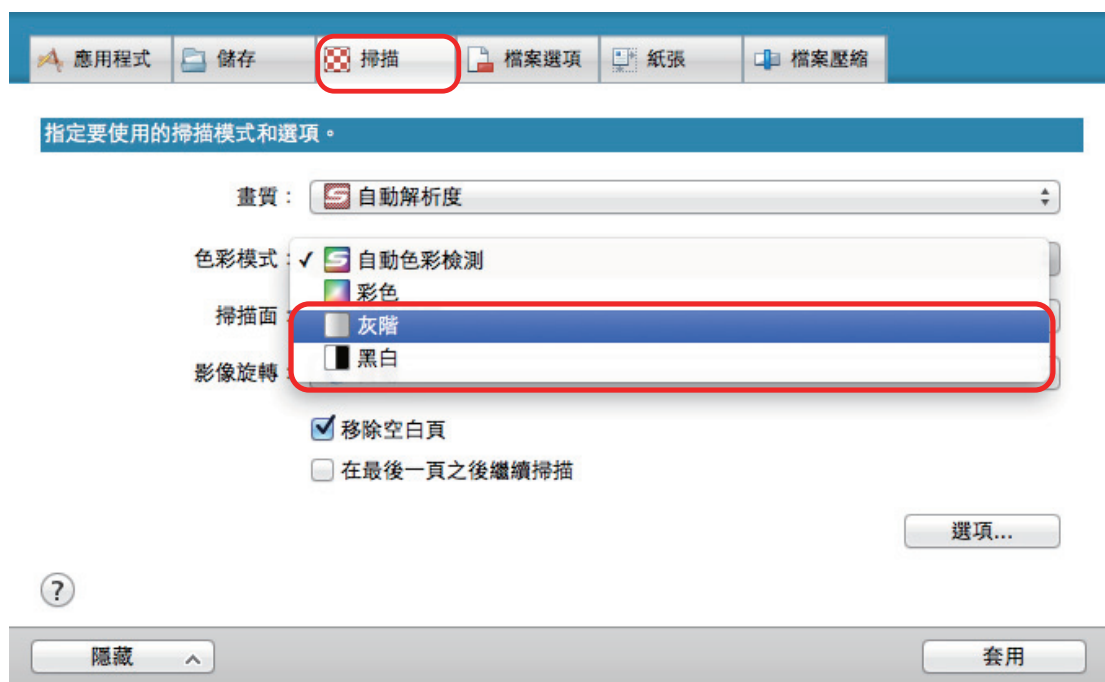 應用程式 儲存 掃描 檔案選項 紙張 檔案壓縮
指定要使用的掃描模式和選項。
畫質： 自動解析度
色彩模式： ✓ 自動色彩檢測
彩色
掃描面： 灰階
黑白
影像旋轉：
移除空白頁
在最後一頁之後繼續掃描
選項...
?
隱藏 套用